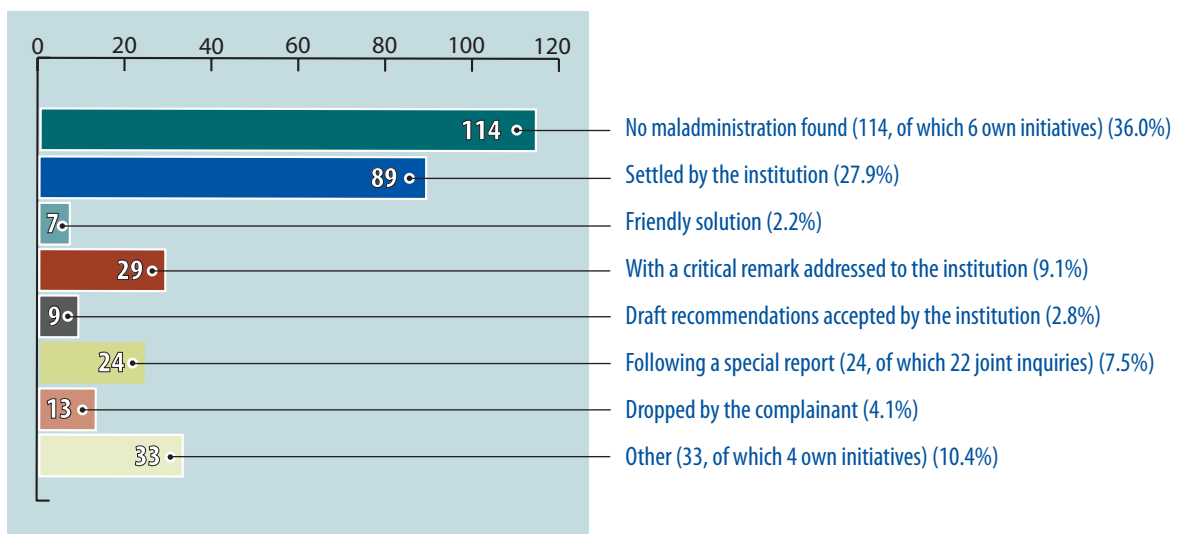 0 20 40 60 80 100 120
114 No maladministration found (114, of which 6 own initiatives) (36.0%)
89 Settled by the institution (27.9%)
7 Friendly solution (2.2%)
29 With a critical remark addressed to the institution (9.1%)
9 Draft recommendations accepted by the institution (2.8%)
24 Following a special report (24, of which 22 joint inquiries) (7.5%)
13 Dropped by the complainant (4.1%)
33 Other (33, of which 4 own initiatives) (10.4%)